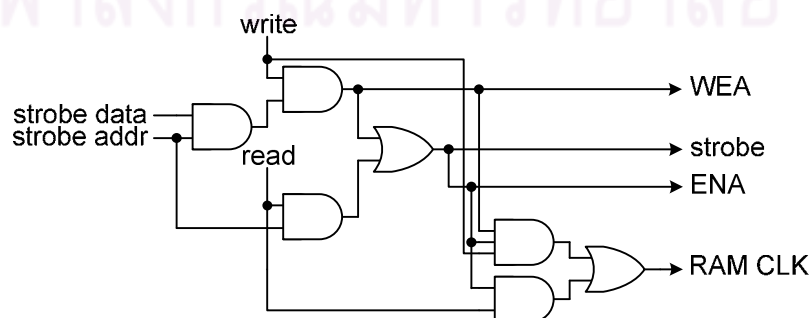 write
WEA
strobe data
strobe addr
read
strobe
ENA
RAM CLK